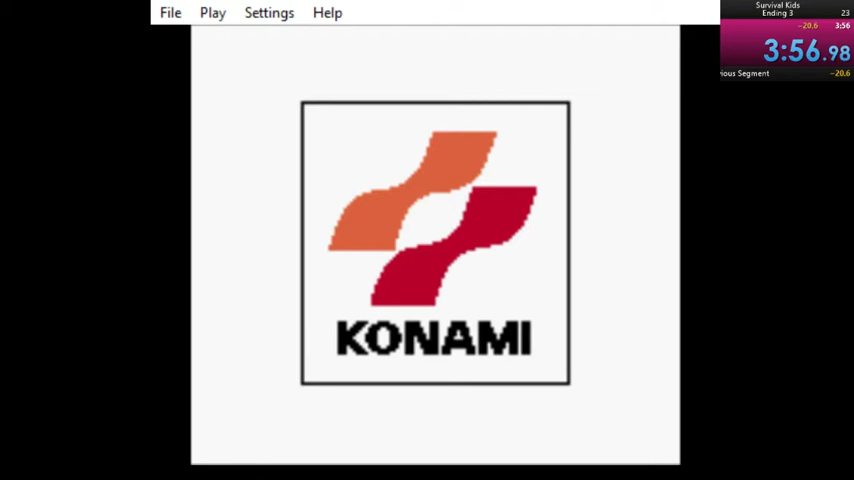 File Play Settings Help
Survival Kids
Ending 3 23
−20.6 3:56
3:56.98
ious Segment −20.6
KONAMI